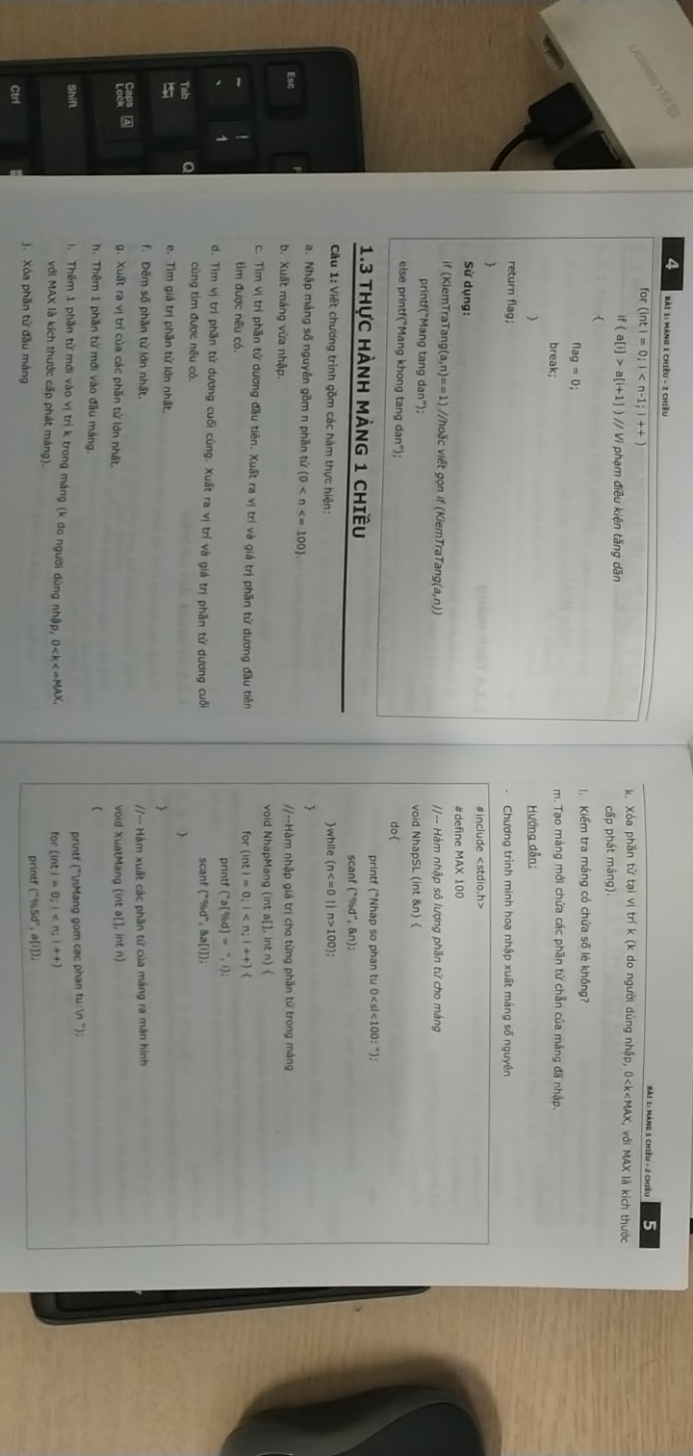 UGREEN
4
BÀI 1: MẢNG 1 CHIỀU - 2 CHIỀU
for (int i = 0; i < n-1; i ++ )
if ( a[i] > a[i+1] ) // Vi phạm điều kiện tăng dần
{
flag = 0;
break;
}
return flag;
}
Sử dụng:
if (KiemTraTang(a,n)==1) //hoặc viết gọn if (KiemTraTang(a,n))
printf("Mang tang dan");
else printf("Mang khong tang dan");
1.3 THỰC HÀNH MẢNG 1 CHIỀU
Câu 1: Viết chương trình gồm các hàm thực hiện:
a. Nhập mảng số nguyên gồm n phần tử (0 < n <= 100).
b. Xuất mảng vừa nhập.
c. Tìm vị trí phần tử dương đầu tiên. Xuất ra vị trí và giá trị phần tử dương đầu tiên
tìm được nếu có.
d. Tìm vị trí phần tử dương cuối cùng. Xuất ra vị trí và giá trị phần tử dương cuối
cùng tìm được nếu có.
e. Tìm giá trị phần tử lớn nhất.
f. Đếm số phần tử lớn nhất.
g. Xuất ra vị trí của các phần tử lớn nhất.
h. Thêm 1 phần tử mới vào đầu mảng.
i. Thêm 1 phần tử mới vào vị trí k trong mảng (k do người dùng nhập, 0<k<=MAX,
với MAX là kích thước cấp phát mảng).
j. Xóa phần tử đầu mảng
BÀI 1: MẢNG 1 CHIỀU - 2 CHIỀU
5
k. Xóa phần tử tại vị trí k (k do người dùng nhập, 0<k<MAX, với MAX là kích thước
cấp phát mảng).
l. Kiểm tra mảng có chứa số lẻ không?
m. Tạo mảng mới chứa các phần tử chẵn của mảng đã nhập.
Hướng dẫn:
- Chương trình minh hoạ nhập xuất mảng số nguyên
#include <stdio.h>
#define MAX 100
//-- Hàm nhập số lượng phần tử cho mảng
void NhapSL (int &n) {
do{
printf ("Nhap so phan tu 0<sl<100: ");
scanf ("%d", &n);
}while (n<=0 || n>100);
}
//--Hàm nhập giá trị cho từng phần tử trong mảng
void NhapMang (int a[], int n) {
for (int i = 0; i < n; i ++) {
printf ("a[%d] = ", i);
scanf ("%d", &a[i]);
}
}
//-- Hàm xuất các phần tử của mảng ra màn hình
void XuatMang (int a[], int n)
{
printf ("\nMang gom cac phan tu:\n ");
for (int i = 0; i < n; i ++)
printf ("%5d", a[i]);
Esc
F
~
`
!
1
Tab
Q
Caps
Lock
A
Shift
Ctrl